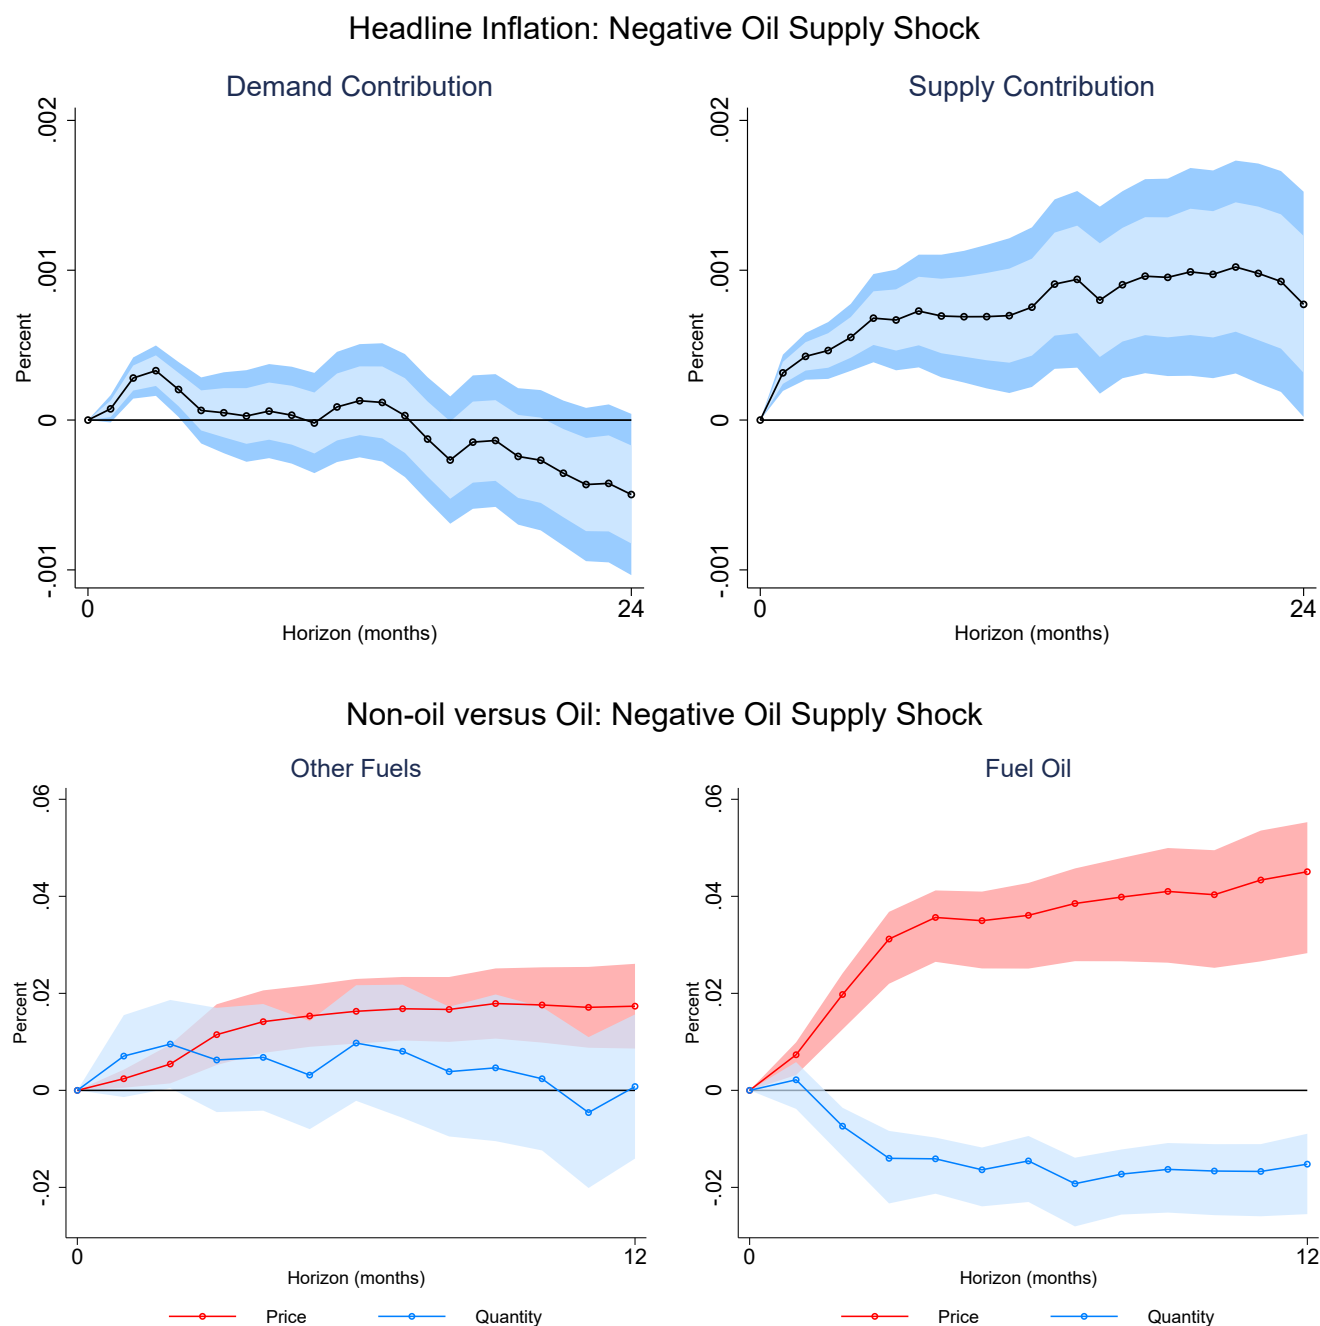 Headline Inflation: Negative Oil Supply Shock
Demand Contribution
Percent
.002
.001
0
-.001
0
24
Horizon (months)
Supply Contribution
Percent
.002
.001
0
-.001
0
24
Horizon (months)
Non-oil versus Oil: Negative Oil Supply Shock
Other Fuels
Percent
.06
.04
.02
0
-.02
0
12
Horizon (months)
Price
Quantity
Fuel Oil
Percent
.06
.04
.02
0
-.02
0
12
Horizon (months)
Price
Quantity